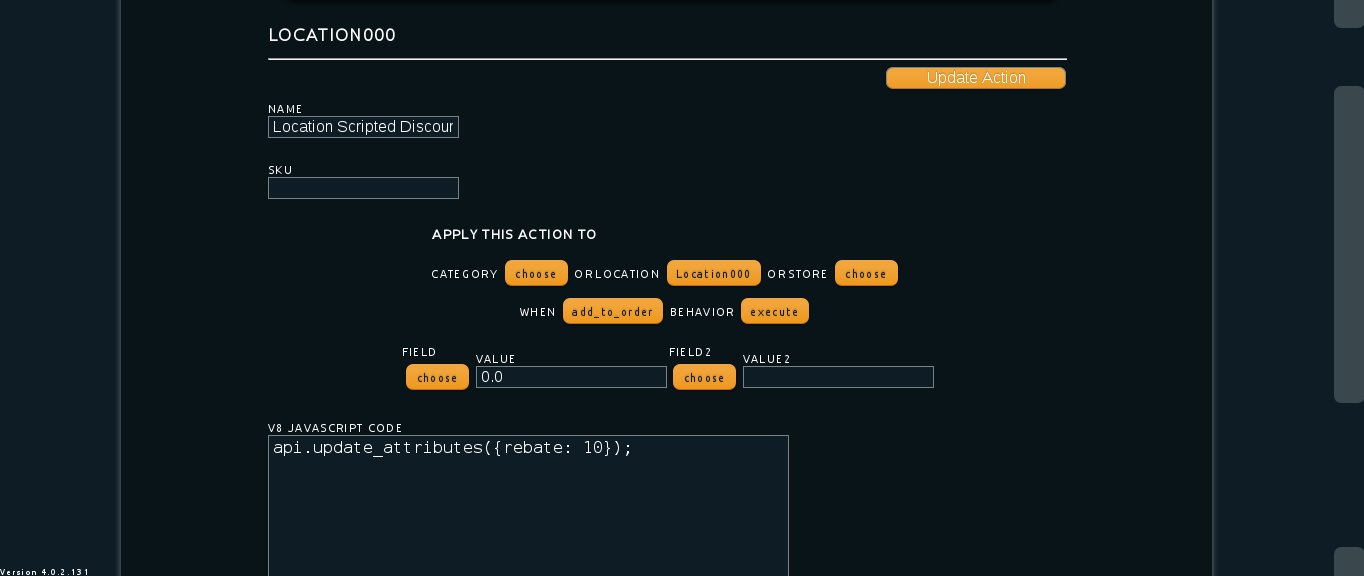 LOCATION000
Update Action
NAME
Location Scripted Discour
SKU
APPLY THIS ACTION TO
CATEGORY choose OR LOCATION Location000 OR STORE choose
WHEN add_to_order BEHAVIOR execute
FIELD VALUE FIELD2 VALUE2
choose 0.0 choose
V8 JAVASCRIPT CODE
api.update_attributes({rebate: 10});
Version 4.0.2.131